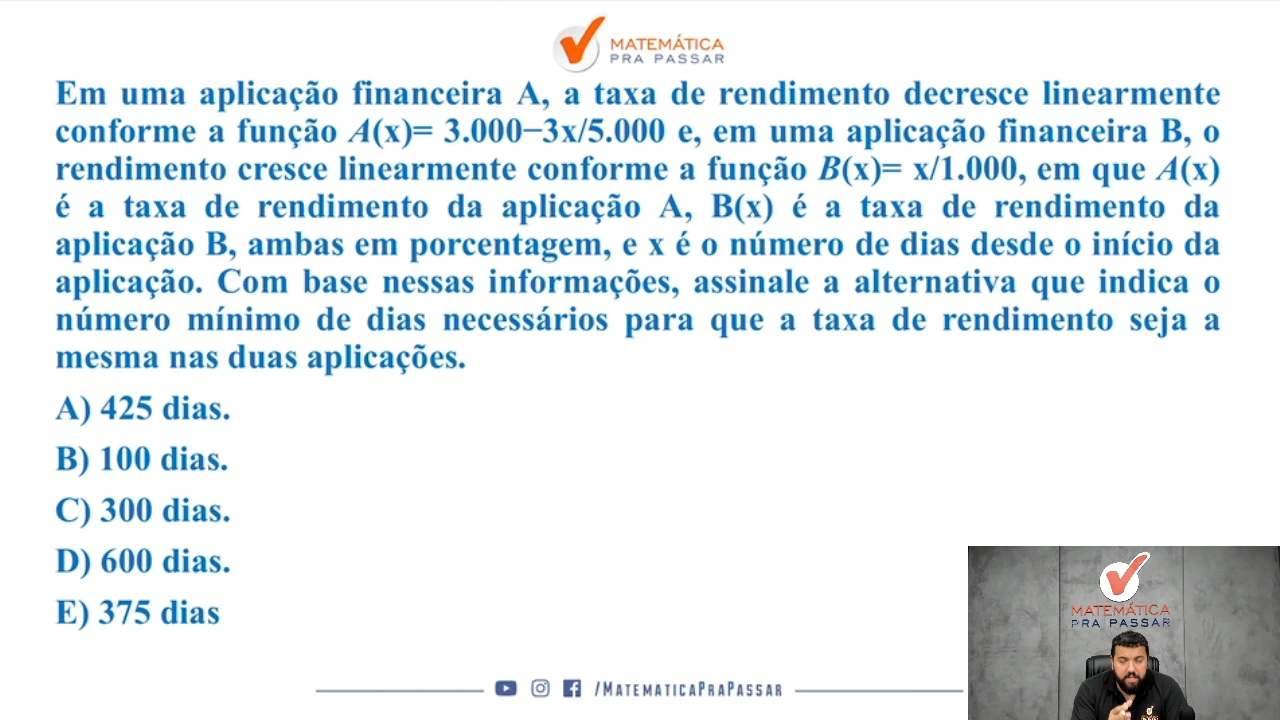 MATEMÁTICA
PRA PASSAR
Em uma aplicação financeira A, a taxa de rendimento decresce linearmente
conforme a função A(x)= 3.000−3x/5.000 e, em uma aplicação financeira B, o
rendimento cresce linearmente conforme a função B(x)= x/1.000, em que A(x)
é a taxa de rendimento da aplicação A, B(x) é a taxa de rendimento da
aplicação B, ambas em porcentagem, e x é o número de dias desde o início da
aplicação. Com base nessas informações, assinale a alternativa que indica o
número mínimo de dias necessários para que a taxa de rendimento seja a
mesma nas duas aplicações.
A) 425 dias.
B) 100 dias.
C) 300 dias.
D) 600 dias.
E) 375 dias
MATEMÁTICA
PRA PASSAR
/MATEMATICAPRAPASSAR